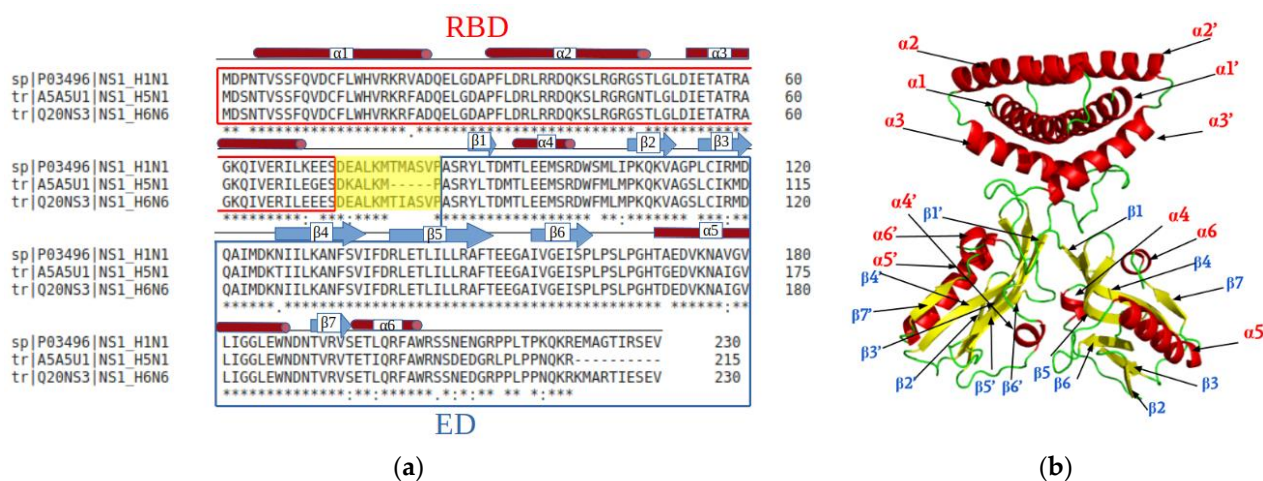 RBD
α1 α2 α3
sp|P03496|NS1_H1N1 MDPNTVSSFQVDCFLWHVRKRVADQELGDAPFLDRLRRDQKSLRGRGSTLGLDIETATRA 60
tr|A5A5U1|NS1_H5N1 MDSNTVSSFQVDCFLWHVRKRFADQELGDAPFLDRLRRDQKSLRGRGNTLGLDIETATRA 60
tr|Q20NS3|NS1_H6N6 MDSNTVSSFQVDCFLWHVRKRFADQELGDAPFLDRLRRDQKSLRGRGSTLGLDIETATRA 60
β1 α4 β2 β3
sp|P03496|NS1_H1N1 GKQIVERILKEESDEALKMTMASVPASRYLTDMTLEEMSRDWSMLIPKQKVAGPLCIRMD 120
tr|A5A5U1|NS1_H5N1 GKQIVERILEGESDKALKM-----PASRYLTDMTLEEMSRDWFMLMPKQKVAGSLCIKMD 115
tr|Q20NS3|NS1_H6N6 GKQIVERILEEESDEALKMTIASVPASRYLTDMTLEEMSRDWFMLMPKQKVAGSLCIRMD 120
β4 β5 β6 α5
sp|P03496|NS1_H1N1 QAIMDKNIILKANFSVIFDRLETLILLRAFTEEGAIVGEISPLPSLPGHTAEDVKNAVGV 180
tr|A5A5U1|NS1_H5N1 QAIMDKTIILKANFSVIFDRLETLILLRAFTEEGAIVGEISPLPSLPGHTGEDVKNAIGV 175
tr|Q20NS3|NS1_H6N6 QAIMDKNIILKANFSVIFDRLETLILLRAFTEEGAIVGEISPLPSLPGHTDEDVKNAIGV 180
β7 α6
sp|P03496|NS1_H1N1 LIGGLEWNDNTVRVSETLQRFAWRSSNENGRPPLTPKQKREMAGTIRSEV 230
tr|A5A5U1|NS1_H5N1 LIGGLEWNDNTVRVTETIQRFAWRNSDEDGRLPLPPNQKR---------- 215
tr|Q20NS3|NS1_H6N6 LIGGLEWNDNTVRVSETLQRFAWRSSNEDGRPPLPPNQKRKMARTIESEV 230
ED
(a)
α2 α2’
α1 α1’
α3 α3’
α4’ β1’ β1 α4
α6’ α6
α5’ β4
β4’ β7
β7’
β3’ α5
β2’ β5’ β6’ β5 β6 β3
β2
(b)